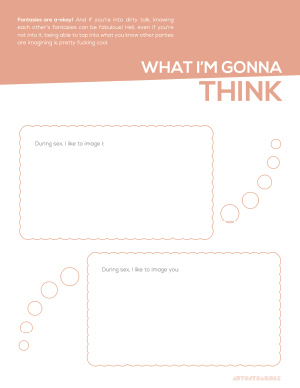 Fantasies are a-okay! And if you're into dirty talk, knowing
each other's fantasies can be fabulous! Hell, even if you're
not into it, being able to tap into what you know other parties
are imagining is pretty fucking cool.
WHAT I'M GONNA
THINK
During sex, I like to image I:
During sex, I like to image you: